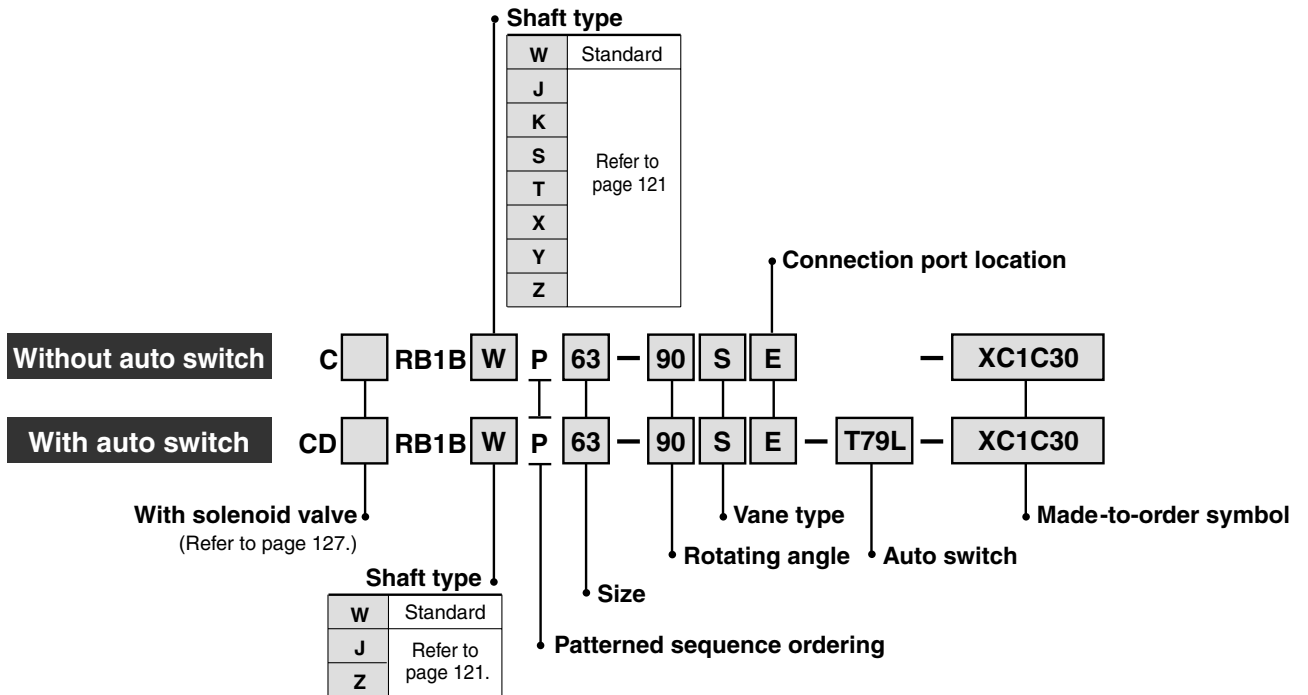 Shaft type
W Standard
J
K
S
T
X
Y
Z
Refer to
page 121
Connection port location
Without auto switch C RB1B W P 63 – 90 S E – XC1C30
With auto switch CD RB1B W P 63 – 90 S E – T79L – XC1C30
With solenoid valve
(Refer to page 127.)
Vane type
Made-to-order symbol
Rotating angle
Auto switch
Shaft type
W Standard
J
Z
Refer to
page 121.
Size
Patterned sequence ordering